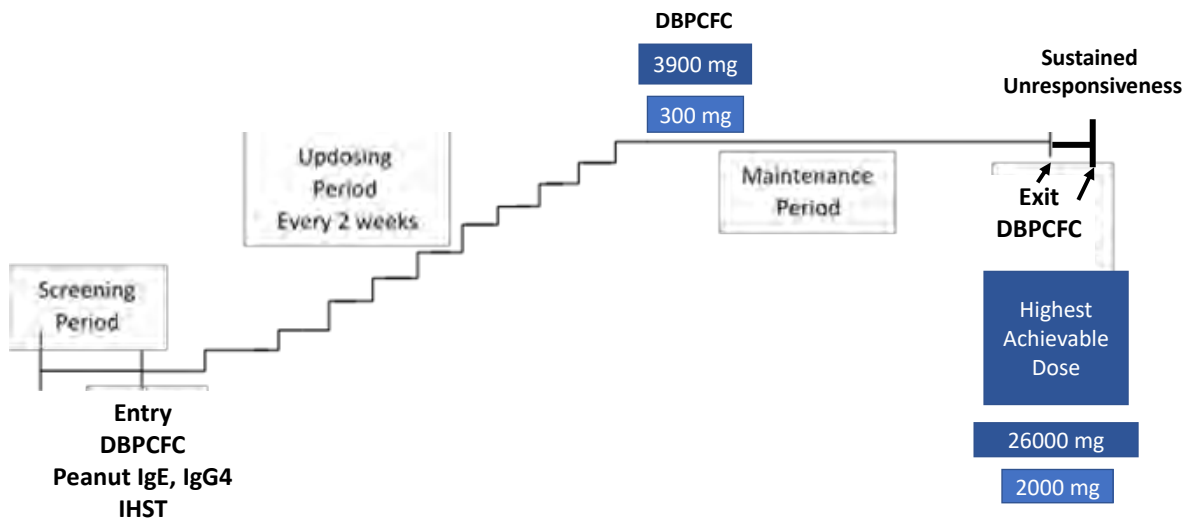 DBPCFC
3900 mg
300 mg
Sustained
Unresponsiveness
Updosing
Period
Every 2 weeks
Maintenance
Period
Exit
DBPCFC
Screening
Period
Highest
Achievable
Dose
Entry
DBPCFC
Peanut IgE, IgG4
IHST
26000 mg
2000 mg